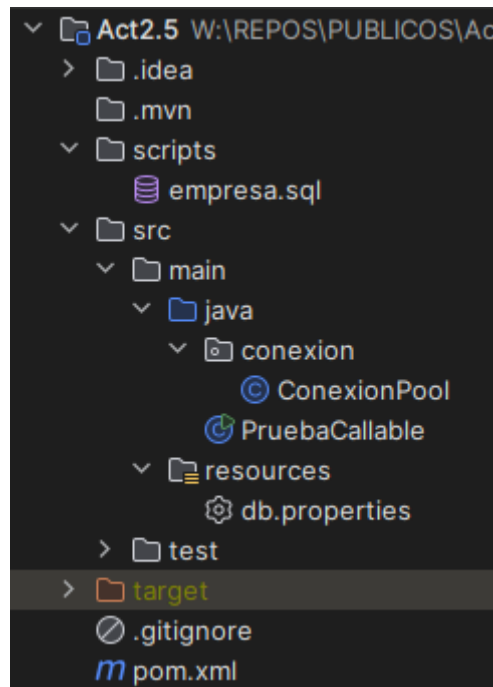 Act2.5 W:\REPOS\PUBLICOS\Ac
.idea
.mvn
scripts
empresa.sql
src
main
java
conexion
ConexionPool
PruebaCallable
resources
db.properties
test
target
.gitignore
pom.xml